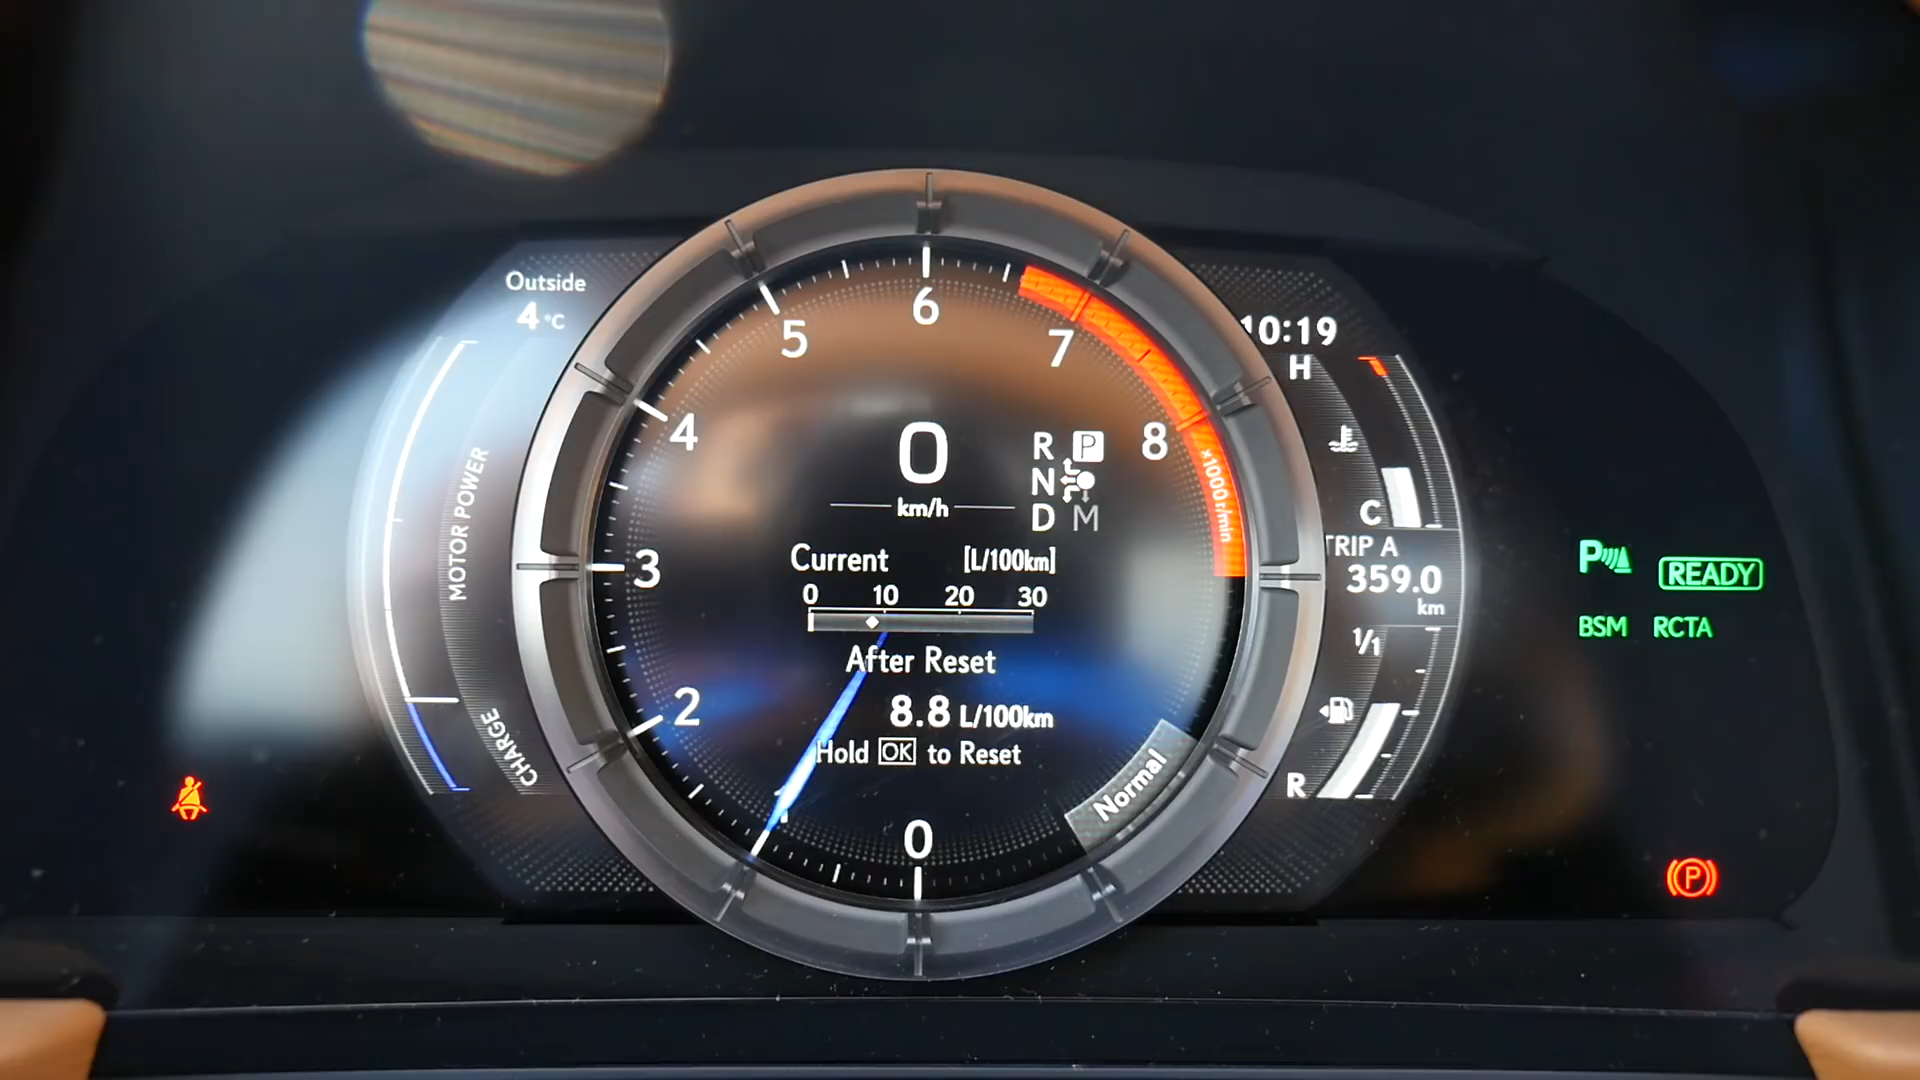 Outside
4°C
MOTOR POWER
CHARGE
0
1
2
3
4
5
6
7
8
×1000r/min
0
km/h
R P
N
D M
Current [L/100km]
0 10 20 30
After Reset
8.8 L/100km
Hold OK to Reset
Normal
10:19
H
C
TRIP A
359.0
km
1/1
R
P
READY
BSM RCTA
P